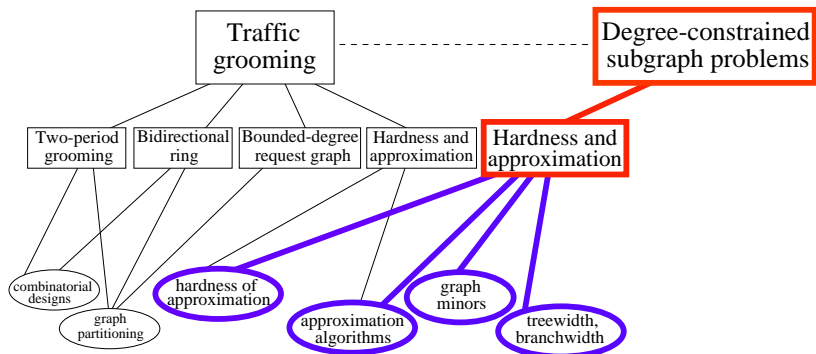 Traffic
grooming
Degree-constrained
subgraph problems
Two-period
grooming
Bidirectional
ring
Bounded-degree
request graph
Hardness and
approximation
Hardness and
approximation
combinatorial
designs
graph
partitioning
hardness of
approximation
approximation
algorithms
graph
minors
treewidth,
branchwidth